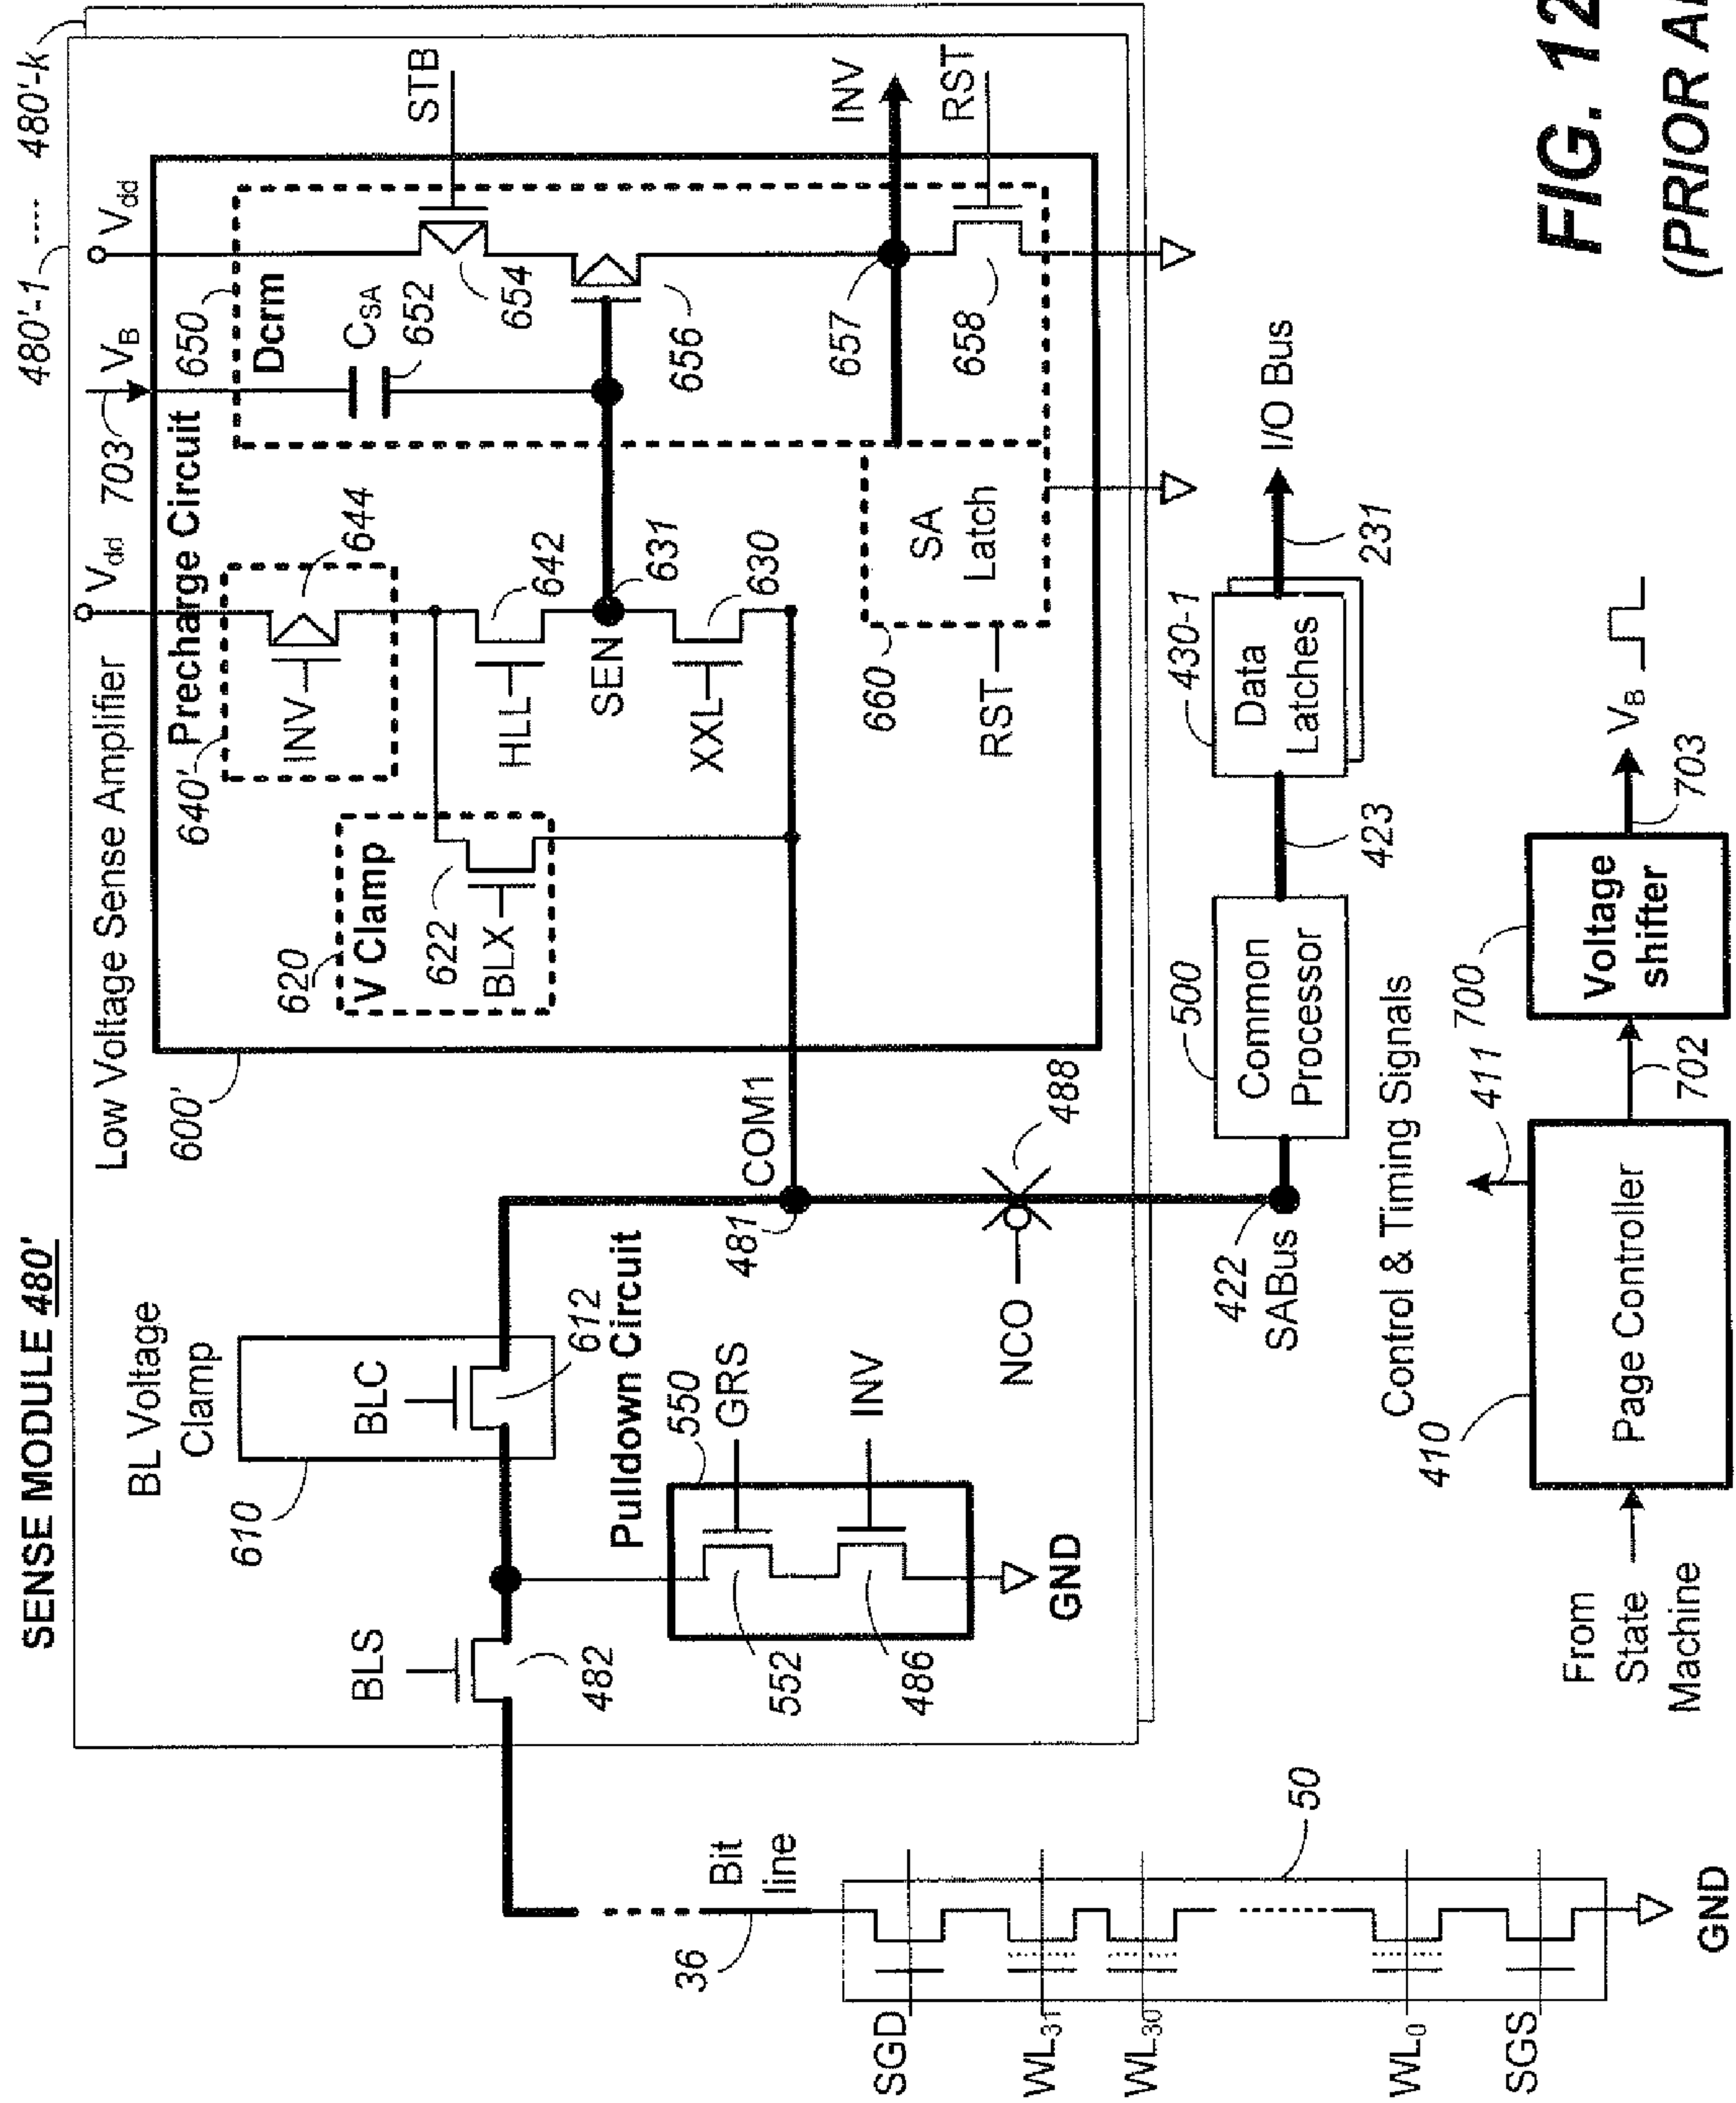 SENSE MODULE 480'
480'-1 ---- 480'-k
Low Voltage Sense Amplifier
600'
703
VB
Vdd
Vdd
640'
Precharge Circuit
INV
644
650
Dcrm
CSA
652
654
STB
656
620
V Clamp
622
BLX
HLL
642
SEN
631
XXL
630
657
INV
658
RST
660
SA
Latch
RST
BL Voltage
Clamp
610
BLC
612
BLS
482
Pulldown Circuit
550
GRS
INV
552
486
GND
COM1
481
NCO
488
422
SABus
500
Common
Processor
423
430-1
Data
Latches
231
I/O Bus
Control & Timing Signals
411
410
Page Controller
From
State
Machine
702
700
Voltage
shifter
703
VB
36
Bit
line
50
SGD
WL31
WL30
WL0
SGS
GND
FIG. 12
(PRIOR